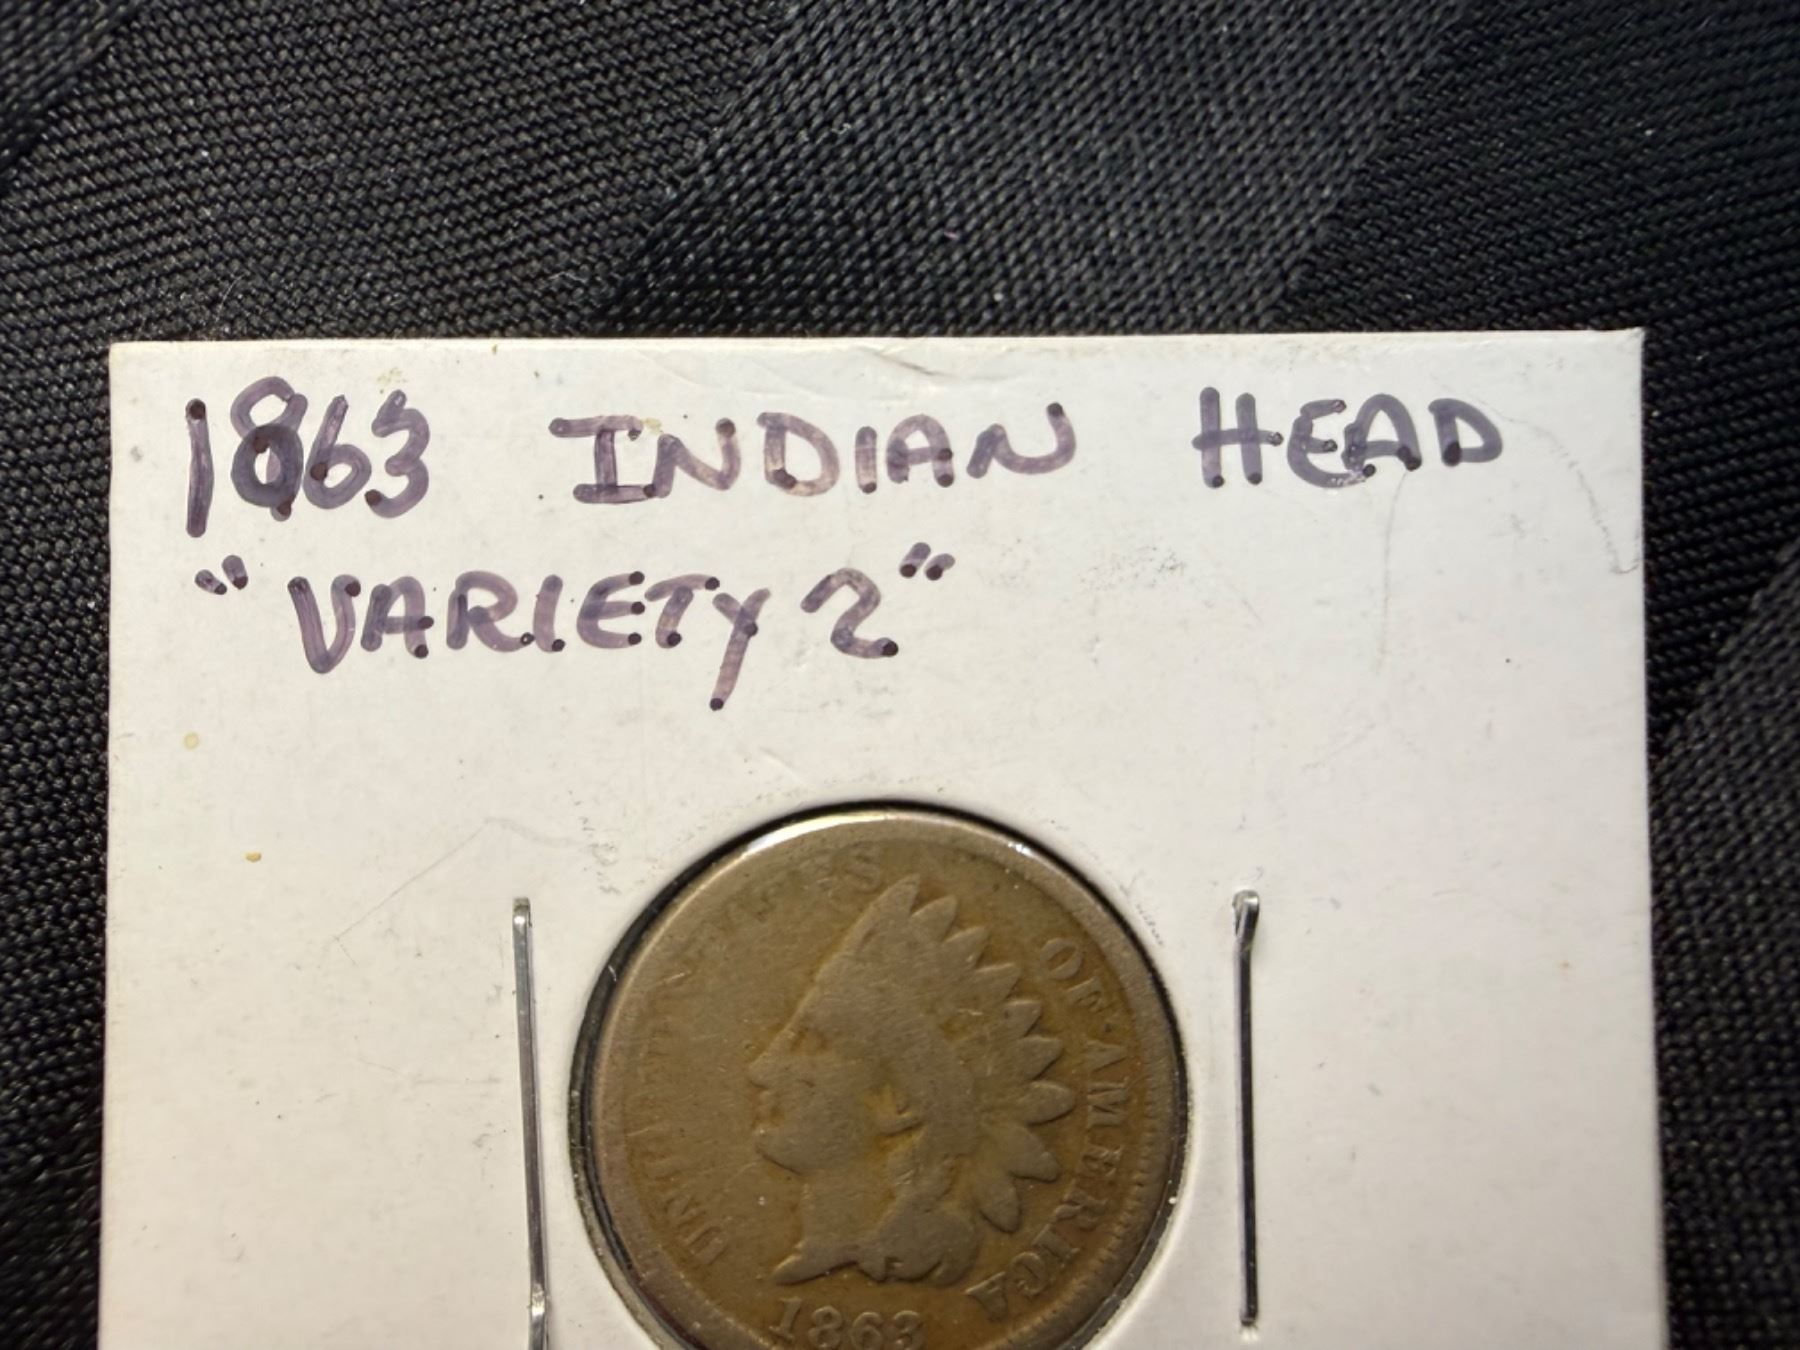 1863 INDIAN HEAD
"VARIETY 2"
UNITED STATES OF AMERICA
1863